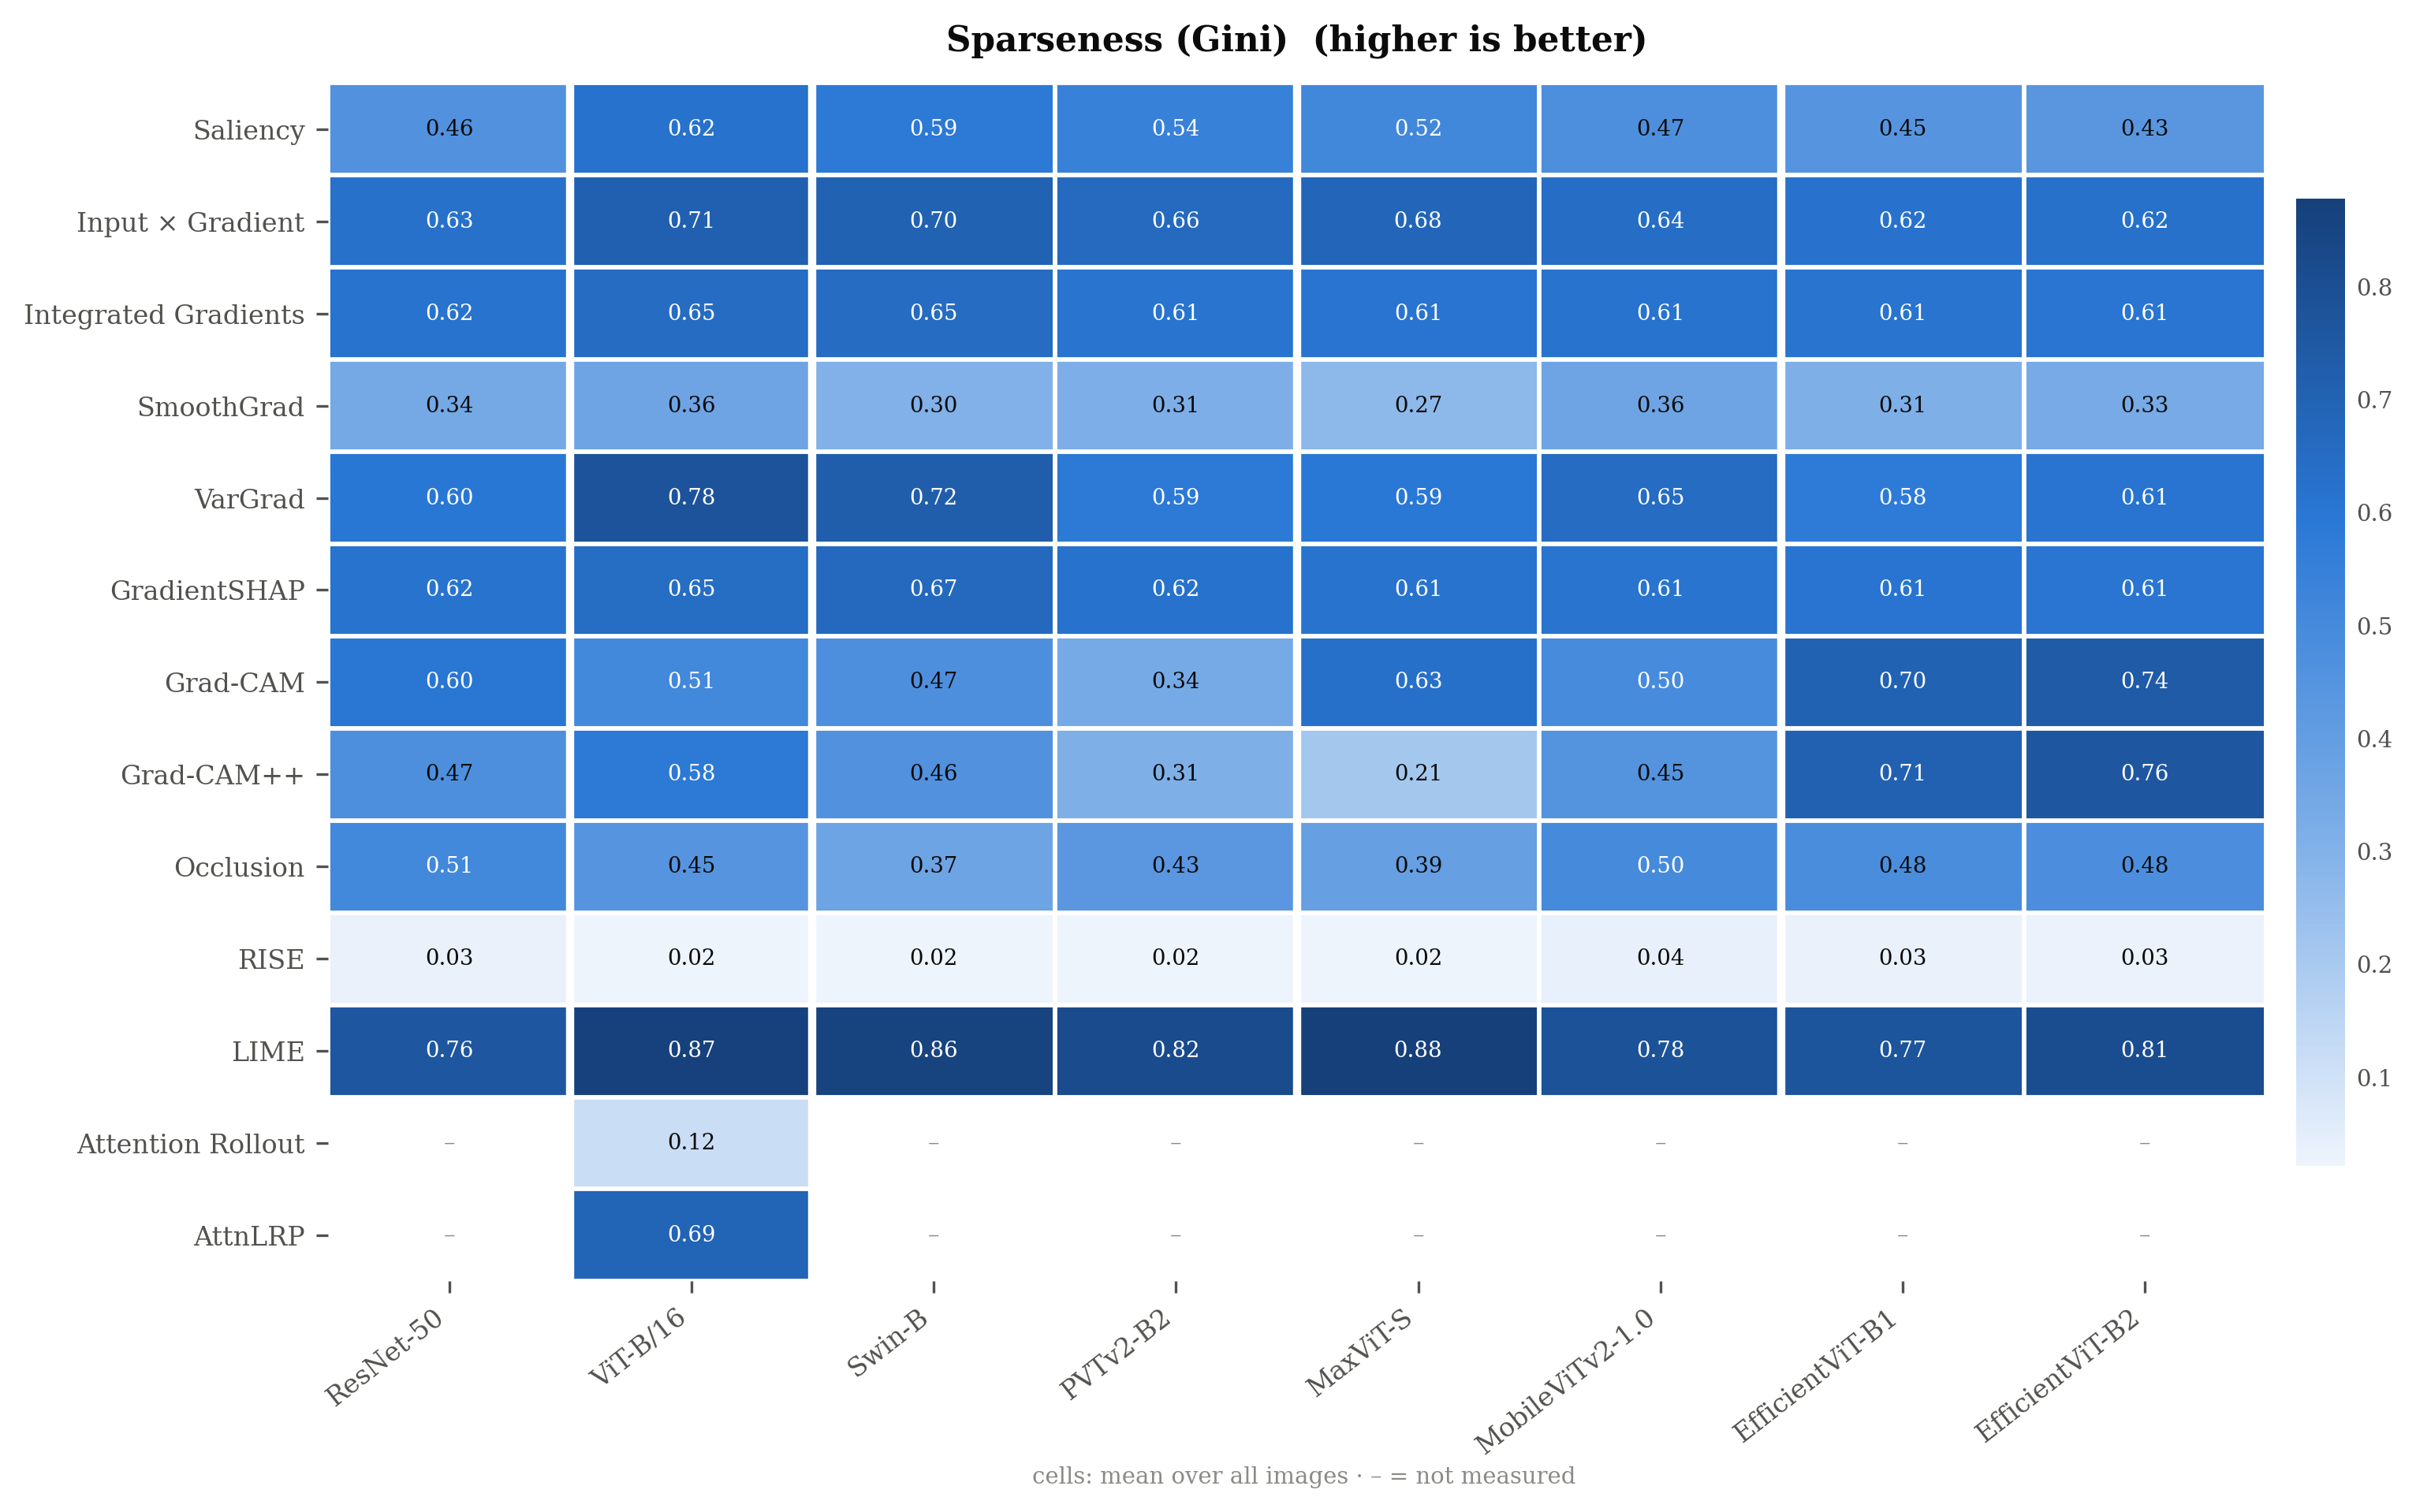 Sparseness (Gini)  (higher is better)
Saliency 0.46 0.62 0.59 0.54 0.52 0.47 0.45 0.43
Input × Gradient 0.63 0.71 0.70 0.66 0.68 0.64 0.62 0.62
Integrated Gradients 0.62 0.65 0.65 0.61 0.61 0.61 0.61 0.61
SmoothGrad 0.34 0.36 0.30 0.31 0.27 0.36 0.31 0.33
VarGrad 0.60 0.78 0.72 0.59 0.59 0.65 0.58 0.61
GradientSHAP 0.62 0.65 0.67 0.62 0.61 0.61 0.61 0.61
Grad-CAM 0.60 0.51 0.47 0.34 0.63 0.50 0.70 0.74
Grad-CAM++ 0.47 0.58 0.46 0.31 0.21 0.45 0.71 0.76
Occlusion 0.51 0.45 0.37 0.43 0.39 0.50 0.48 0.48
RISE 0.03 0.02 0.02 0.02 0.02 0.04 0.03 0.03
LIME 0.76 0.87 0.86 0.82 0.88 0.78 0.77 0.81
Attention Rollout – 0.12 – – – – – –
AttnLRP – 0.69 – – – – – –
ResNet-50 ViT-B/16 Swin-B PVTv2-B2 MaxViT-S MobileViTv2-1.0 EfficientViT-B1 EfficientViT-B2
0.8
0.7
0.6
0.5
0.4
0.3
0.2
0.1
cells: mean over all images · – = not measured